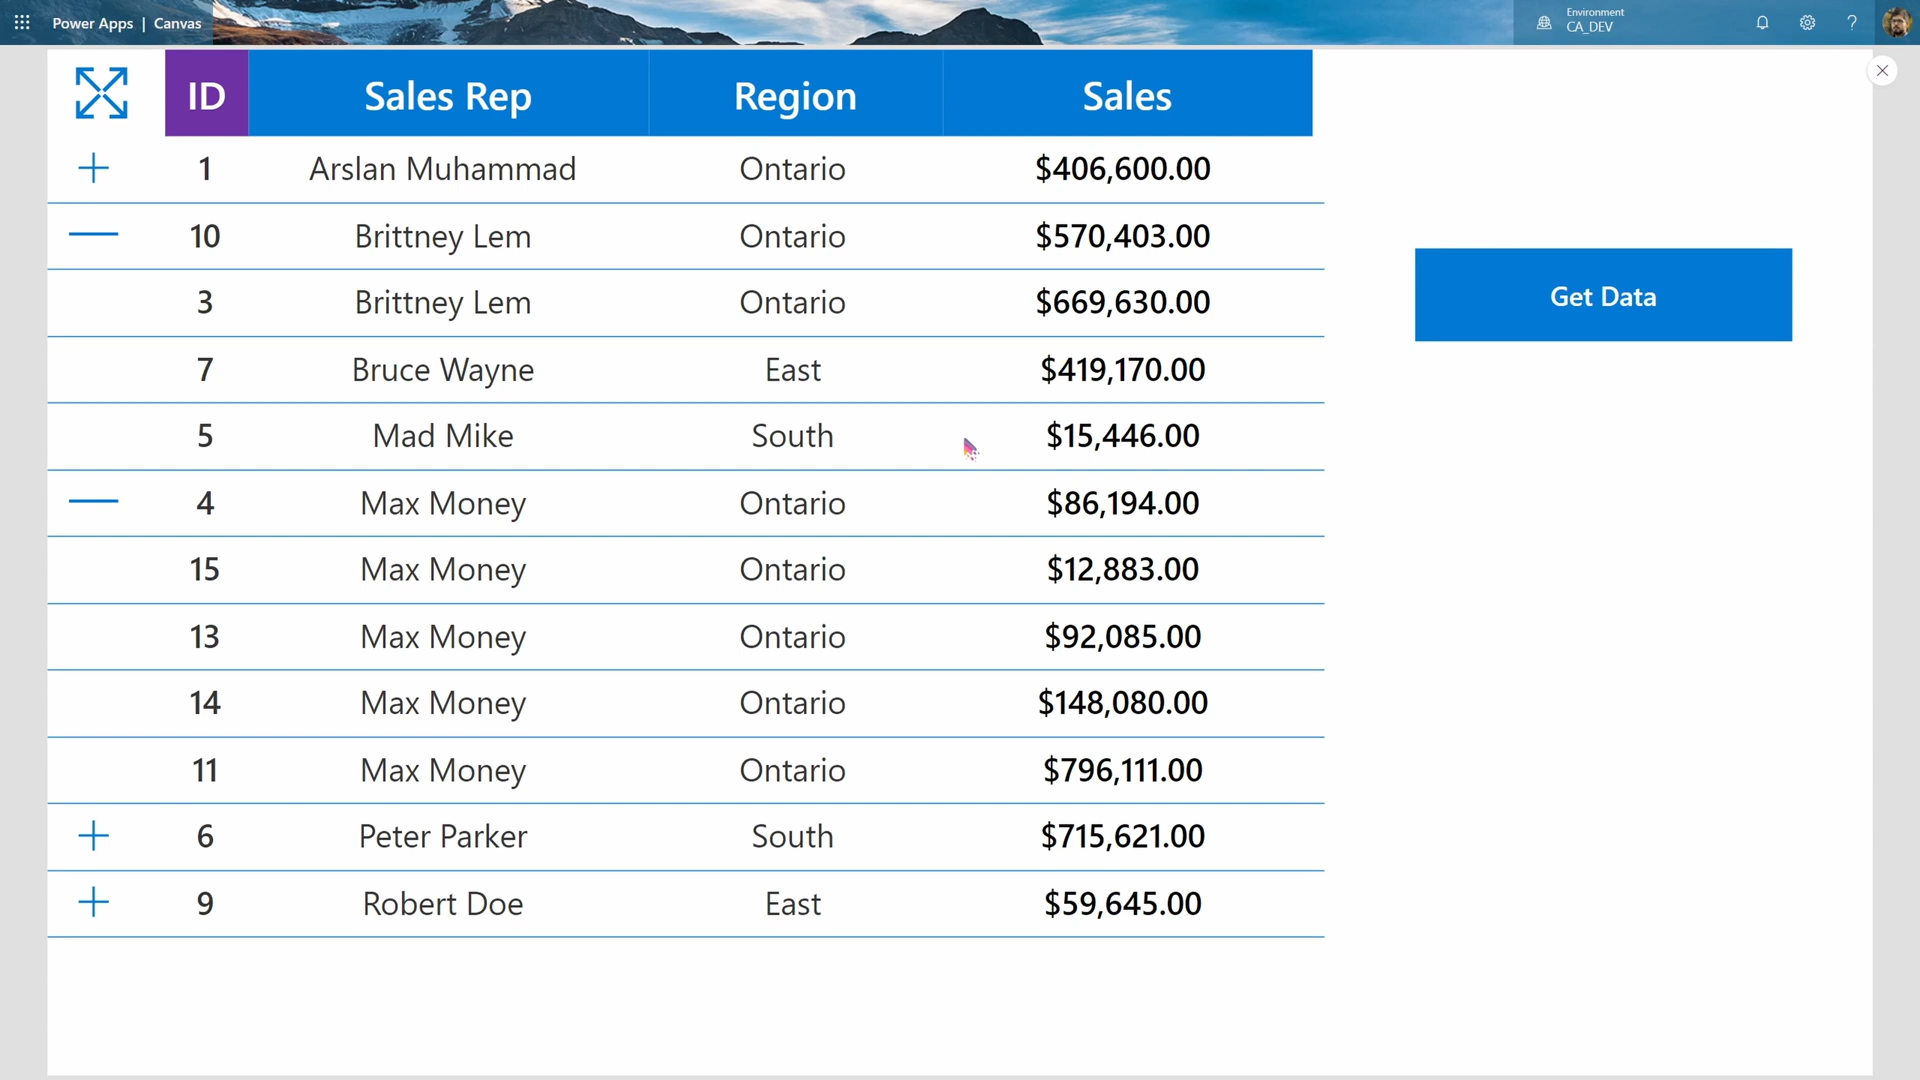 Power Apps | Canvas
Environment
CA_DEV
ID Sales Rep Region Sales
1 Arslan Muhammad Ontario $406,600.00
10 Brittney Lem Ontario $570,403.00
3 Brittney Lem Ontario $669,630.00
7 Bruce Wayne East $419,170.00
5 Mad Mike South $15,446.00
4 Max Money Ontario $86,194.00
15 Max Money Ontario $12,883.00
13 Max Money Ontario $92,085.00
14 Max Money Ontario $148,080.00
11 Max Money Ontario $796,111.00
6 Peter Parker South $715,621.00
9 Robert Doe East $59,645.00
Get Data